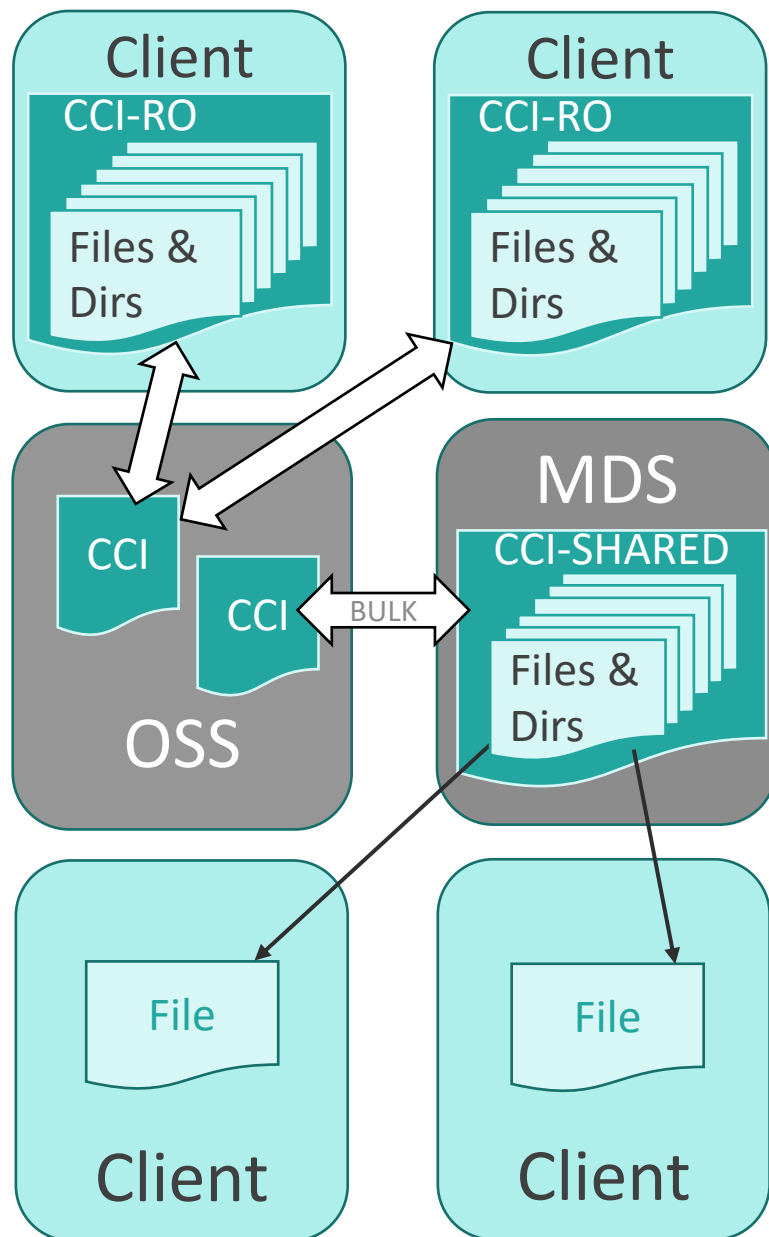 Client
CCI-RO
Files &
Dirs
Client
CCI-RO
Files &
Dirs
CCI
CCI
OSS
BULK
MDS
CCI-SHARED
Files &
Dirs
File
Client
File
Client